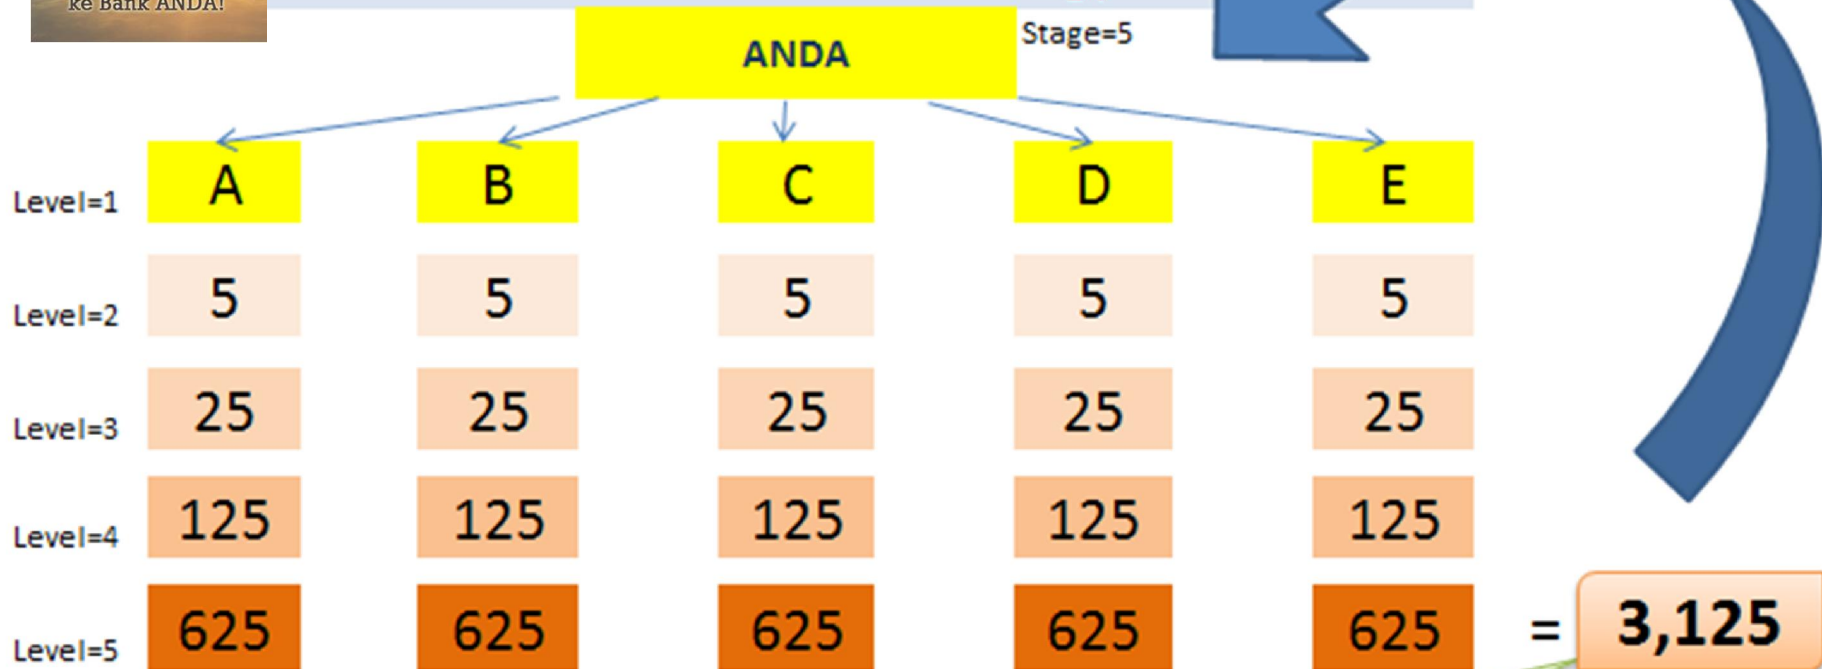 ke Bank ANDA!
ANDA
Stage=5
Level=1 A B C D E
Level=2 5 5 5 5 5
Level=3 25 25 25 25 25
Level=4 125 125 125 125 125
Level=5 625 625 625 625 625 = 3,125